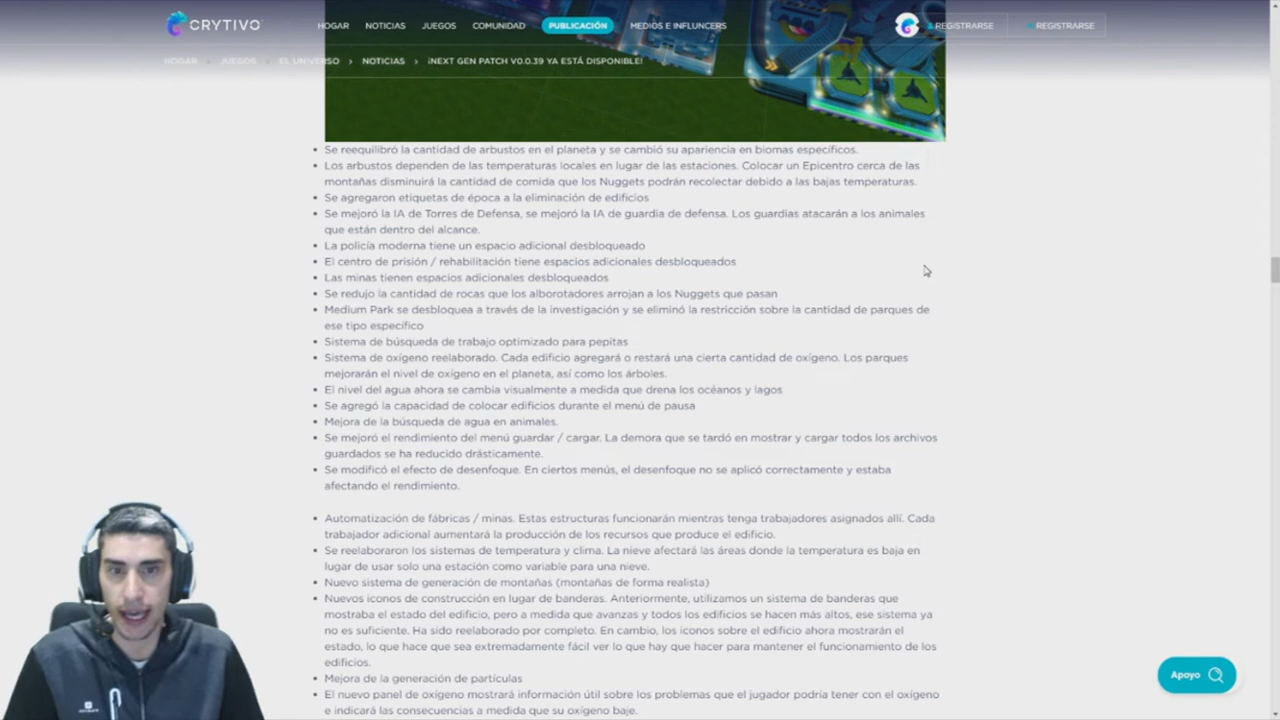 CRYTIVO
HOGAR NOTICIAS JUEGOS COMUNIDAD PUBLICACIÓN MEDIOS E INFLUNCERS REGISTRARSE REGISTRARSE
HOGAR > JUEGOS > EL UNIVERSO > NOTICIAS > ¡NEXT GEN PATCH V0.0.39 YA ESTÁ DISPONIBLE!
• Se reequilibró la cantidad de arbustos en el planeta y se cambió su apariencia en biomas específicos.
• Los arbustos dependen de las temperaturas locales en lugar de las estaciones. Colocar un Epicentro cerca de las
montañas disminuirá la cantidad de comida que los Nuggets podrán recolectar debido a las bajas temperaturas.
• Se agregaron etiquetas de época a la eliminación de edificios
• Se mejoró la IA de Torres de Defensa, se mejoró la IA de guardia de defensa. Los guardias atacarán a los animales
que están dentro del alcance.
• La policía moderna tiene un espacio adicional desbloqueado
• El centro de prisión / rehabilitación tiene espacios adicionales desbloqueados
• Las minas tienen espacios adicionales desbloqueados
• Se redujo la cantidad de rocas que los alborotadores arrojan a los Nuggets que pasan
• Medium Park se desbloquea a través de la investigación y se eliminó la restricción sobre la cantidad de parques de
ese tipo específico
• Sistema de búsqueda de trabajo optimizado para pepitas
• Sistema de oxígeno reelaborado. Cada edificio agregará o restará una cierta cantidad de oxígeno. Los parques
mejorarán el nivel de oxígeno en el planeta, así como los árboles.
• El nivel del agua ahora se cambia visualmente a medida que drena los océanos y lagos
• Se agregó la capacidad de colocar edificios durante el menú de pausa
• Mejora de la búsqueda de agua en animales.
• Se mejoró el rendimiento del menú guardar / cargar. La demora que se tardó en mostrar y cargar todos los archivos
guardados se ha reducido drásticamente.
• Se modificó el efecto de desenfoque. En ciertos menús, el desenfoque no se aplicó correctamente y estaba
afectando el rendimiento.
• Automatización de fábricas / minas. Estas estructuras funcionarán mientras tenga trabajadores asignados allí. Cada
trabajador adicional aumentará la producción de los recursos que produce el edificio.
• Se reelaboraron los sistemas de temperatura y clima. La nieve afectará las áreas donde la temperatura es baja en
lugar de usar solo una estación como variable para una nieve.
• Nuevo sistema de generación de montañas (montañas de forma realista)
• Nuevos iconos de construcción en lugar de banderas. Anteriormente, utilizamos un sistema de banderas que
mostraba el estado del edificio, pero a medida que avanzas y todos los edificios se hacen más altos, ese sistema ya
no es suficiente. Ha sido reelaborado por completo. En cambio, los iconos sobre el edificio ahora mostrarán el
estado, lo que hace que sea extremadamente fácil ver lo que hay que hacer para mantener el funcionamiento de los
edificios.
• Mejora de la generación de partículas
• El nuevo panel de oxígeno mostrará información útil sobre los problemas que el jugador podría tener con el oxígeno
e indicará las consecuencias a medida que su oxígeno baje.
Apoyo